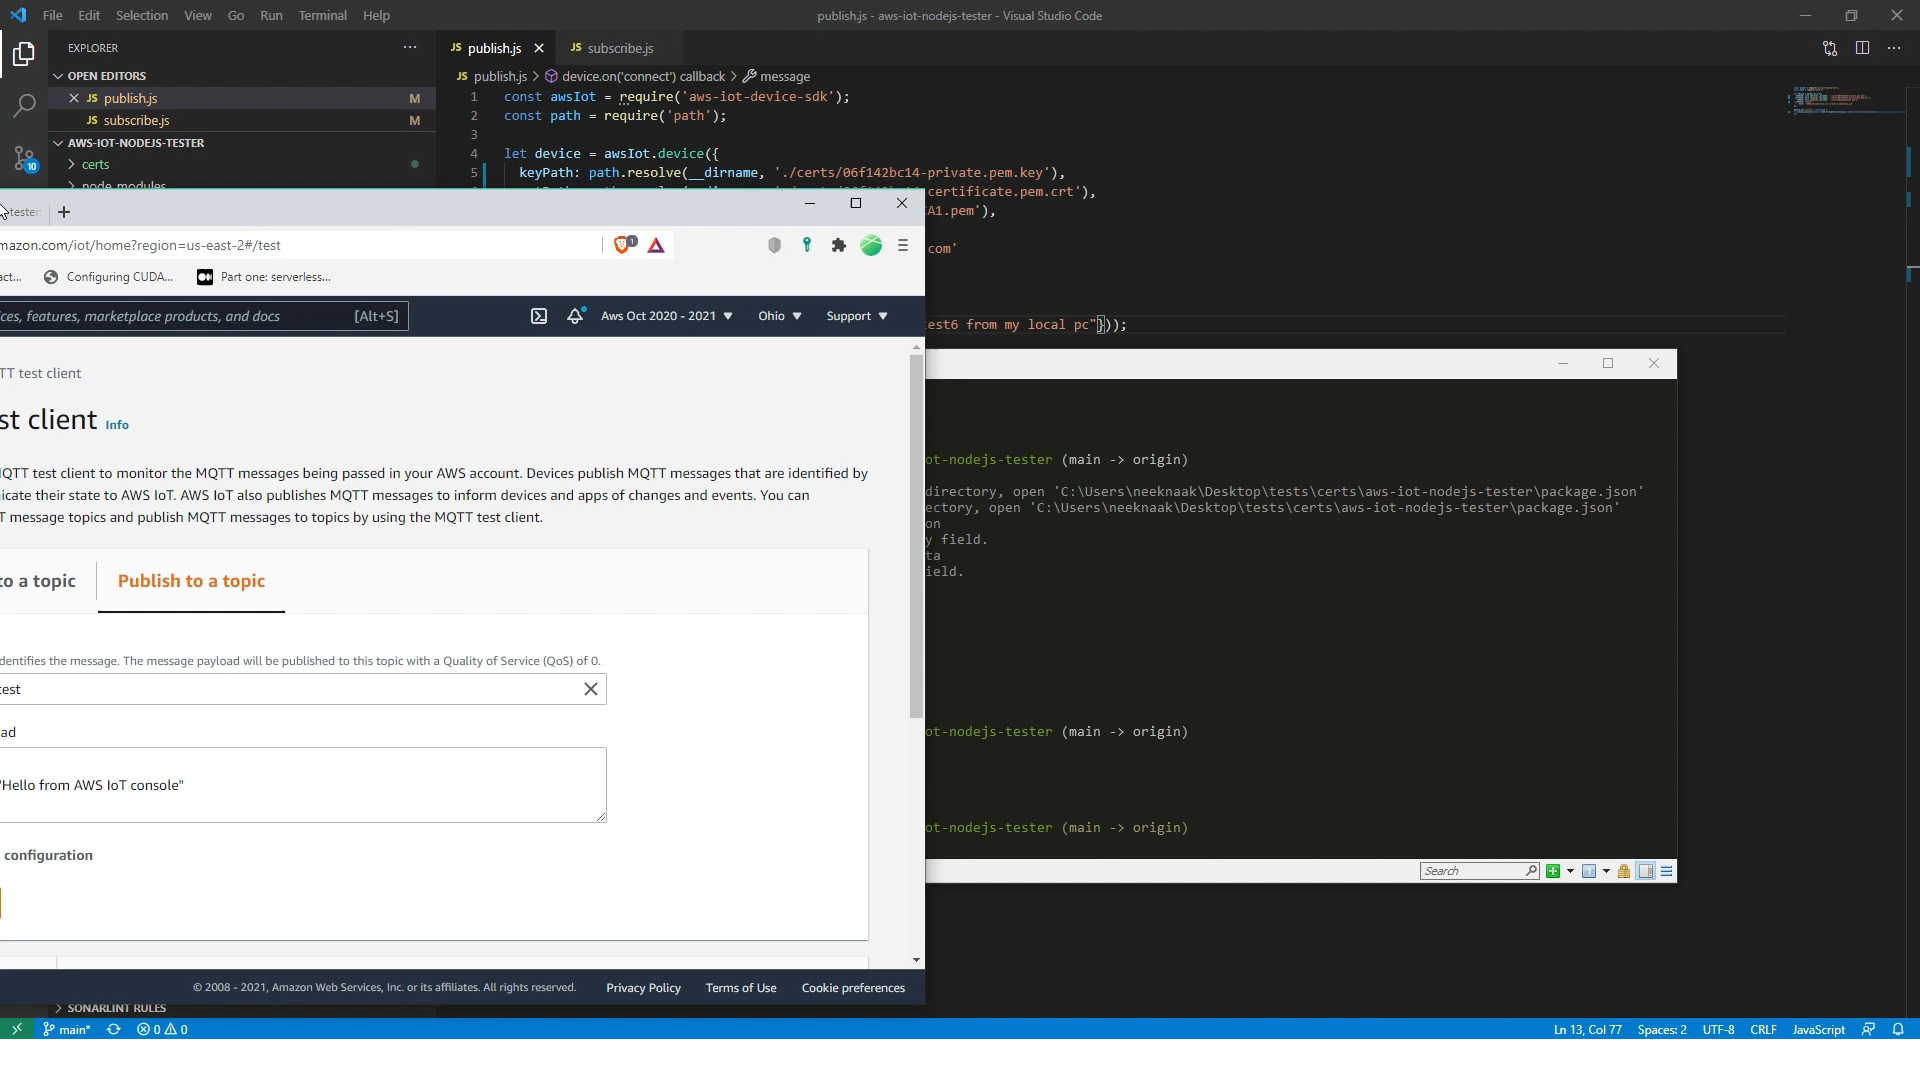 File Edit Selection View Go Run Terminal Help
publish.js - aws-iot-nodejs-tester - Visual Studio Code
EXPLORER
OPEN EDITORS
JS publish.js M
JS subscribe.js M
AWS-IOT-NODEJS-TESTER
certs
node_modules
JS publish.js
JS subscribe.js
JS publish.js > device.on('connect') callback > message
1 const awsIot = require('aws-iot-device-sdk');
2 const path = require('path');
3
4 let device = awsIot.device({
5 keyPath: path.resolve(__dirname, './certs/06f142bc14-private.pem.key'),
certificate.pem.crt'),
A1.pem'),
com'
est6 from my local pc"}));
10
tester
mazon.com/iot/home?region=us-east-2#/test
1
act...
Configuring CUDA...
Part one: serverless...
ces, features, marketplace products, and docs [Alt+S]
Aws Oct 2020 - 2021 Ohio Support
TT test client
st client Info
QTT test client to monitor the MQTT messages being passed in your AWS account. Devices publish MQTT messages that are identified by
icate their state to AWS IoT. AWS IoT also publishes MQTT messages to inform devices and apps of changes and events. You can
T message topics and publish MQTT messages to topics by using the MQTT test client.
to a topic
Publish to a topic
dentifies the message. The message payload will be published to this topic with a Quality of Service (QoS) of 0.
test
ad
"Hello from AWS IoT console"
configuration
© 2008 - 2021, Amazon Web Services, Inc. or its affiliates. All rights reserved. Privacy Policy Terms of Use Cookie preferences
ot-nodejs-tester (main -> origin)
directory, open 'C:\Users\neeknaak\Desktop\tests\certs\aws-iot-nodejs-tester\package.json'
ectory, open 'C:\Users\neeknaak\Desktop\tests\certs\aws-iot-nodejs-tester\package.json'
on
y field.
ta
ield.
ot-nodejs-tester (main -> origin)
ot-nodejs-tester (main -> origin)
Search
SONARLINT RULES
main* 0 0
Ln 13, Col 77 Spaces: 2 UTF-8 CRLF JavaScript